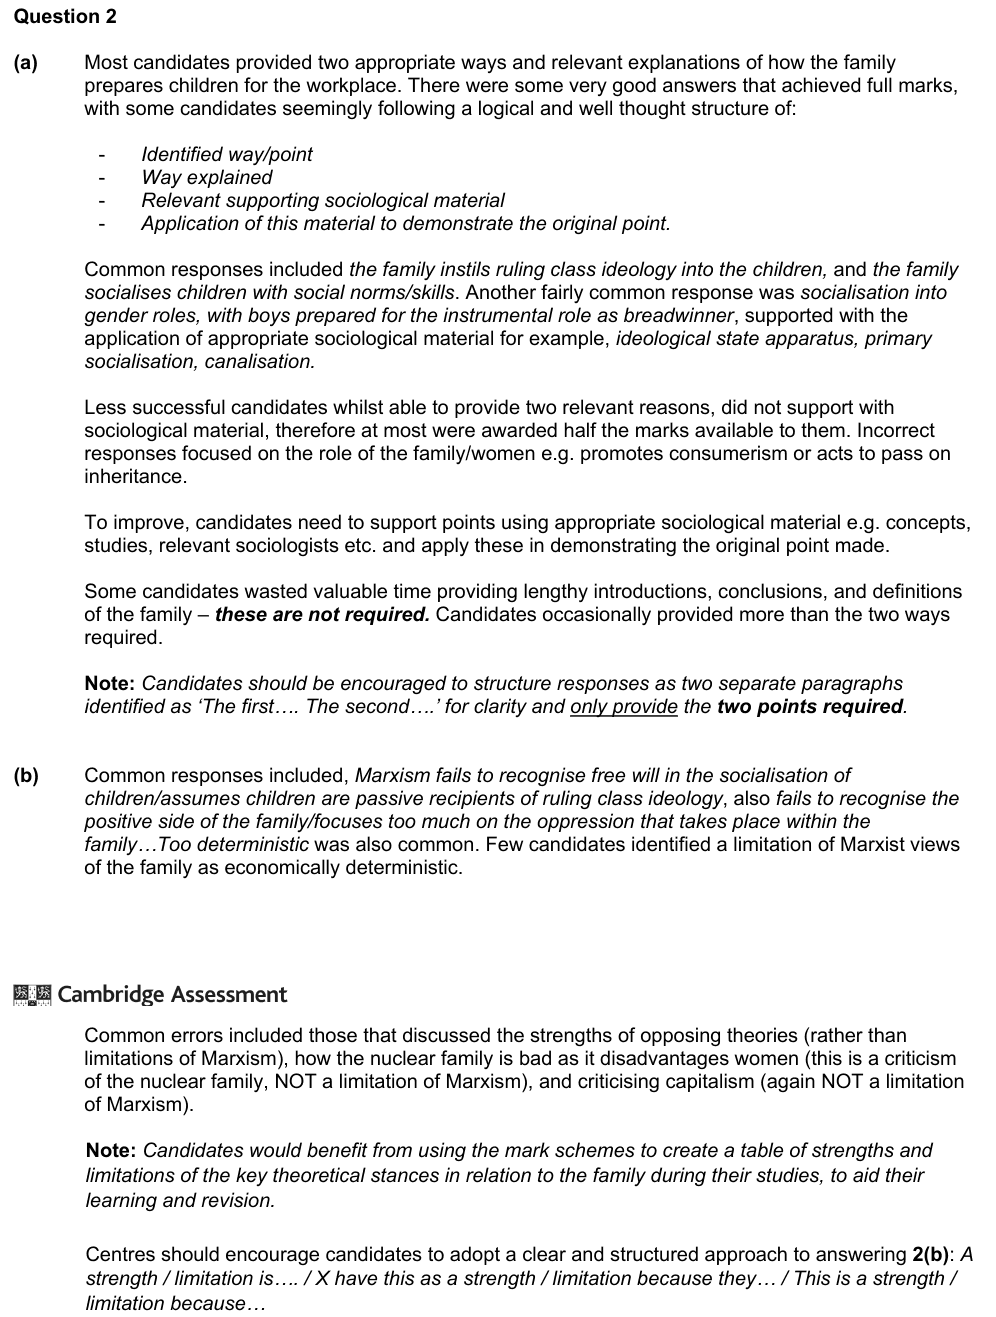 Question 2
(a) Most candidates provided two appropriate ways and relevant explanations of how the family
prepares children for the workplace. There were some very good answers that achieved full marks,
with some candidates seemingly following a logical and well thought structure of:
- Identified way/point
- Way explained
- Relevant supporting sociological material
- Application of this material to demonstrate the original point.
Common responses included the family instils ruling class ideology into the children, and the family
socialises children with social norms/skills. Another fairly common response was socialisation into
gender roles, with boys prepared for the instrumental role as breadwinner, supported with the
application of appropriate sociological material for example, ideological state apparatus, primary
socialisation, canalisation.
Less successful candidates whilst able to provide two relevant reasons, did not support with
sociological material, therefore at most were awarded half the marks available to them. Incorrect
responses focused on the role of the family/women e.g. promotes consumerism or acts to pass on
inheritance.
To improve, candidates need to support points using appropriate sociological material e.g. concepts,
studies, relevant sociologists etc. and apply these in demonstrating the original point made.
Some candidates wasted valuable time providing lengthy introductions, conclusions, and definitions
of the family – these are not required. Candidates occasionally provided more than the two ways
required.
Note: Candidates should be encouraged to structure responses as two separate paragraphs
identified as ‘The first…. The second….’ for clarity and only provide the two points required.
(b) Common responses included, Marxism fails to recognise free will in the socialisation of
children/assumes children are passive recipients of ruling class ideology, also fails to recognise the
positive side of the family/focuses too much on the oppression that takes place within the
family…Too deterministic was also common. Few candidates identified a limitation of Marxist views
of the family as economically deterministic.
Cambridge Assessment
Common errors included those that discussed the strengths of opposing theories (rather than
limitations of Marxism), how the nuclear family is bad as it disadvantages women (this is a criticism
of the nuclear family, NOT a limitation of Marxism), and criticising capitalism (again NOT a limitation
of Marxism).
Note: Candidates would benefit from using the mark schemes to create a table of strengths and
limitations of the key theoretical stances in relation to the family during their studies, to aid their
learning and revision.
Centres should encourage candidates to adopt a clear and structured approach to answering 2(b): A
strength / limitation is…. / X have this as a strength / limitation because they… / This is a strength /
limitation because…